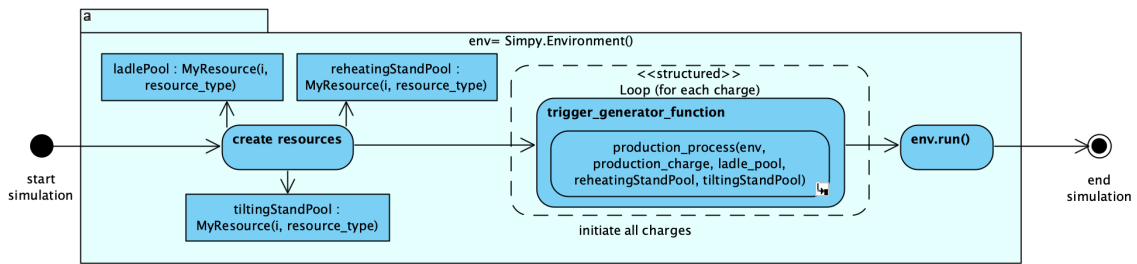 a
env= Simpy.Environment()
ladlePool : MyResource(i,
resource_type)
reheatingStandPool :
MyResource(i, resource_type)
<<structured>>
Loop (for each charge)
trigger_generator_function
create resources
production_process(env,
production_charge, ladle_pool,
reheatingStandPool, tiltingStandPool)
env.run()
start
simulation
end
simulation
tiltingStandPool :
MyResource(i, resource_type)
initiate all charges